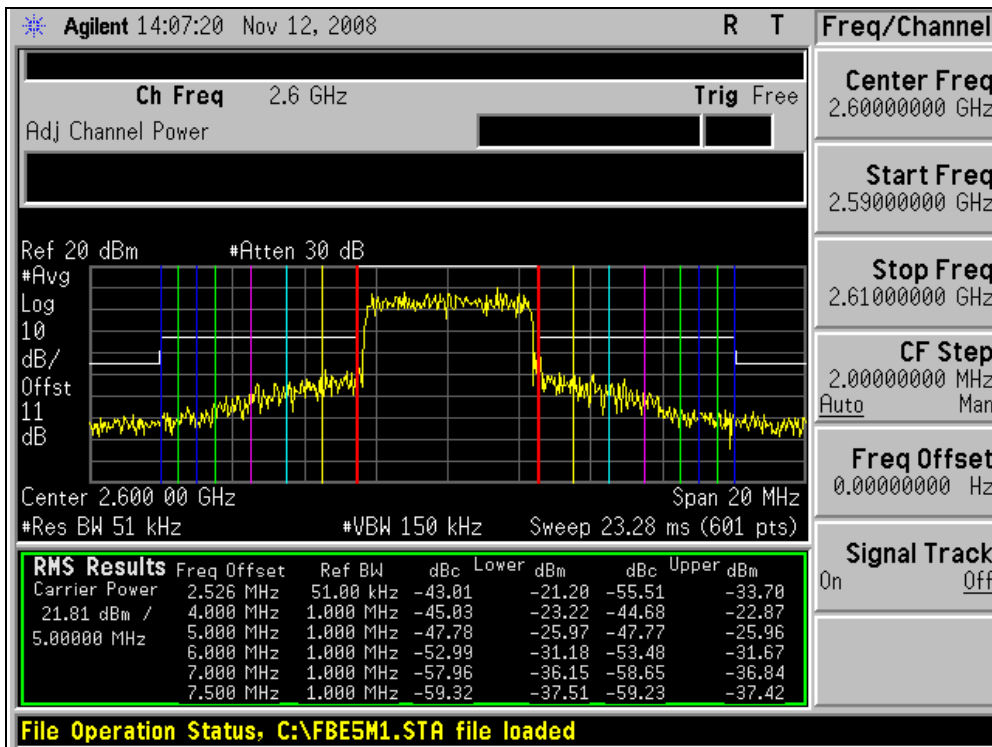 Agilent 14:07:20 Nov 12, 2008 R T
Freq/Channel
Ch Freq 2.6 GHz Trig Free
Adj Channel Power
Center Freq
2.60000000 GHz
Start Freq
2.59000000 GHz
Stop Freq
2.61000000 GHz
CF Step
2.00000000 MHz
Auto Man
Freq Offset
0.00000000 Hz
Signal Track
On Off
Ref 20 dBm #Atten 30 dB
#Avg
Log
10
dB/
Offst
11
dB
Center 2.600 00 GHz Span 20 MHz
#Res BW 51 kHz #VBW 150 kHz Sweep 23.28 ms (601 pts)
RMS Results Freq Offset Ref BW dBc Lower dBm dBc Upper dBm
Carrier Power 2.526 MHz 51.00 kHz -43.01 -21.20 -55.51 -33.70
21.81 dBm / 4.000 MHz 1.000 MHz -45.03 -23.22 -44.68 -22.87
5.00000 MHz 5.000 MHz 1.000 MHz -47.78 -25.97 -47.77 -25.96
6.000 MHz 1.000 MHz -52.99 -31.18 -53.48 -31.67
7.000 MHz 1.000 MHz -57.96 -36.15 -58.65 -36.84
7.500 MHz 1.000 MHz -59.32 -37.51 -59.23 -37.42
File Operation Status, C:\FBE5M1.STA file loaded